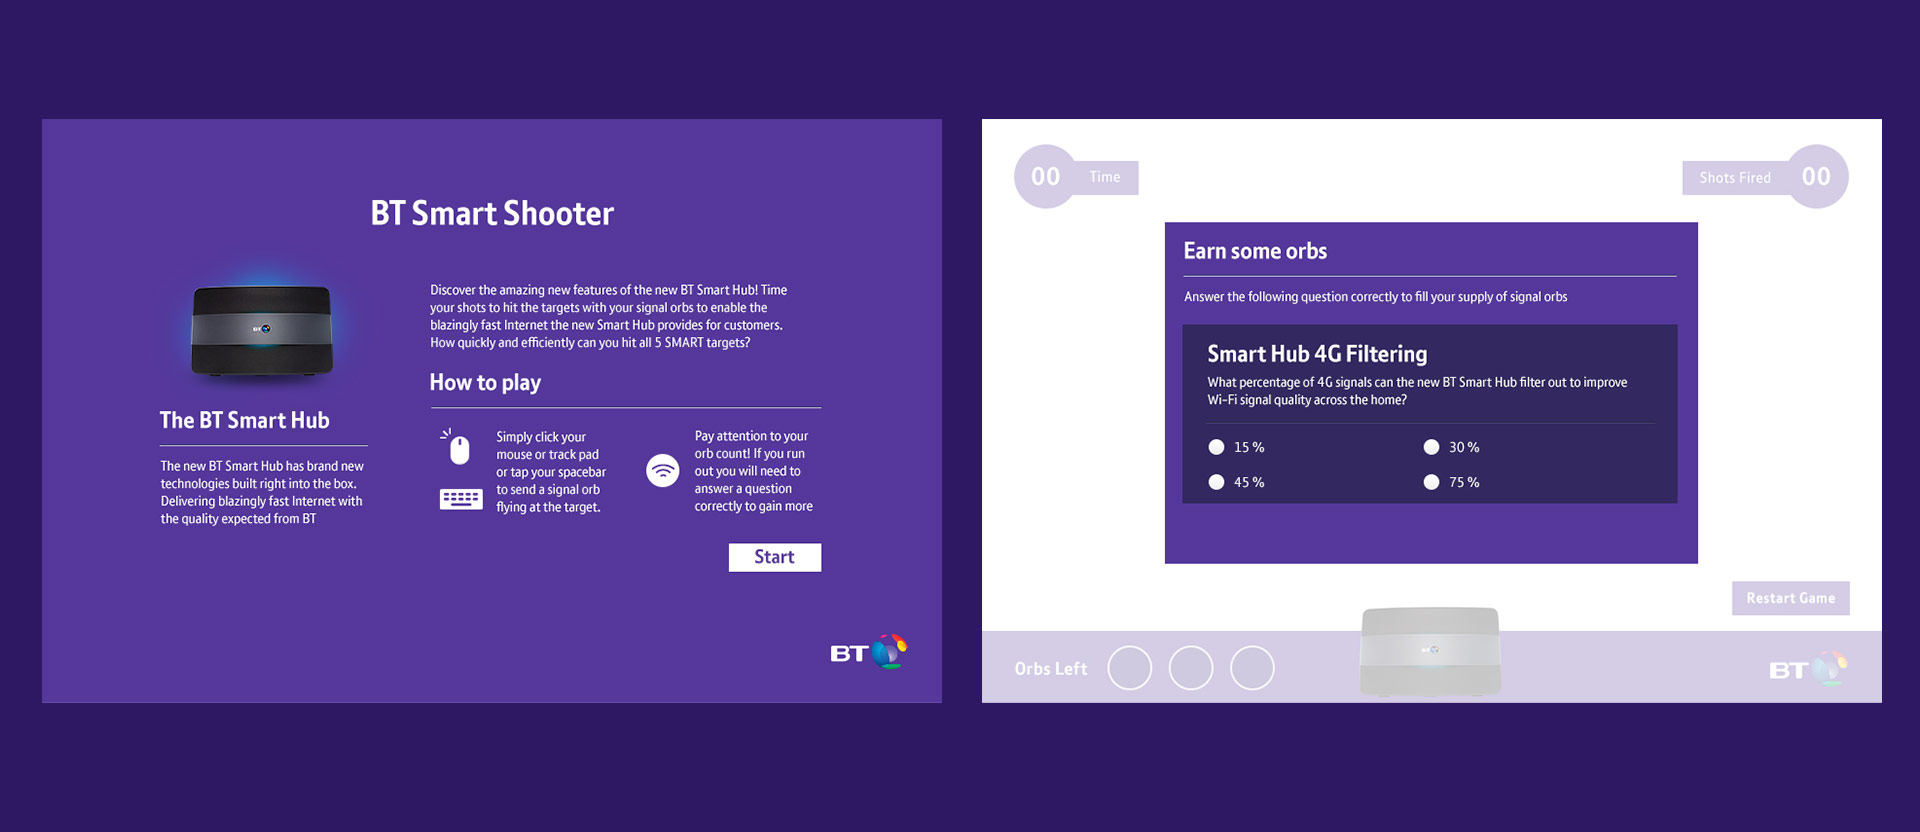 BT Smart Shooter
BT
The BT Smart Hub
The new BT Smart Hub has brand new
technologies built right into the box.
Delivering blazingly fast Internet with
the quality expected from BT
Discover the amazing new features of the new BT Smart Hub! Time
your shots to hit the targets with your signal orbs to enable the
blazingly fast Internet the new Smart Hub provides for customers.
How quickly and efficiently can you hit all 5 SMART targets?
How to play
Simply click your
mouse or track pad
or tap your spacebar
to send a signal orb
flying at the target.
Pay attention to your
orb count! If you run
out you will need to
answer a question
correctly to gain more
Start
BT
00 Time
Shots Fired 00
Earn some orbs
Answer the following question correctly to fill your supply of signal orbs
Smart Hub 4G Filtering
What percentage of 4G signals can the new BT Smart Hub filter out to improve
Wi-Fi signal quality across the home?
15 %
30 %
45 %
75 %
Restart Game
Orbs Left
BT
BT